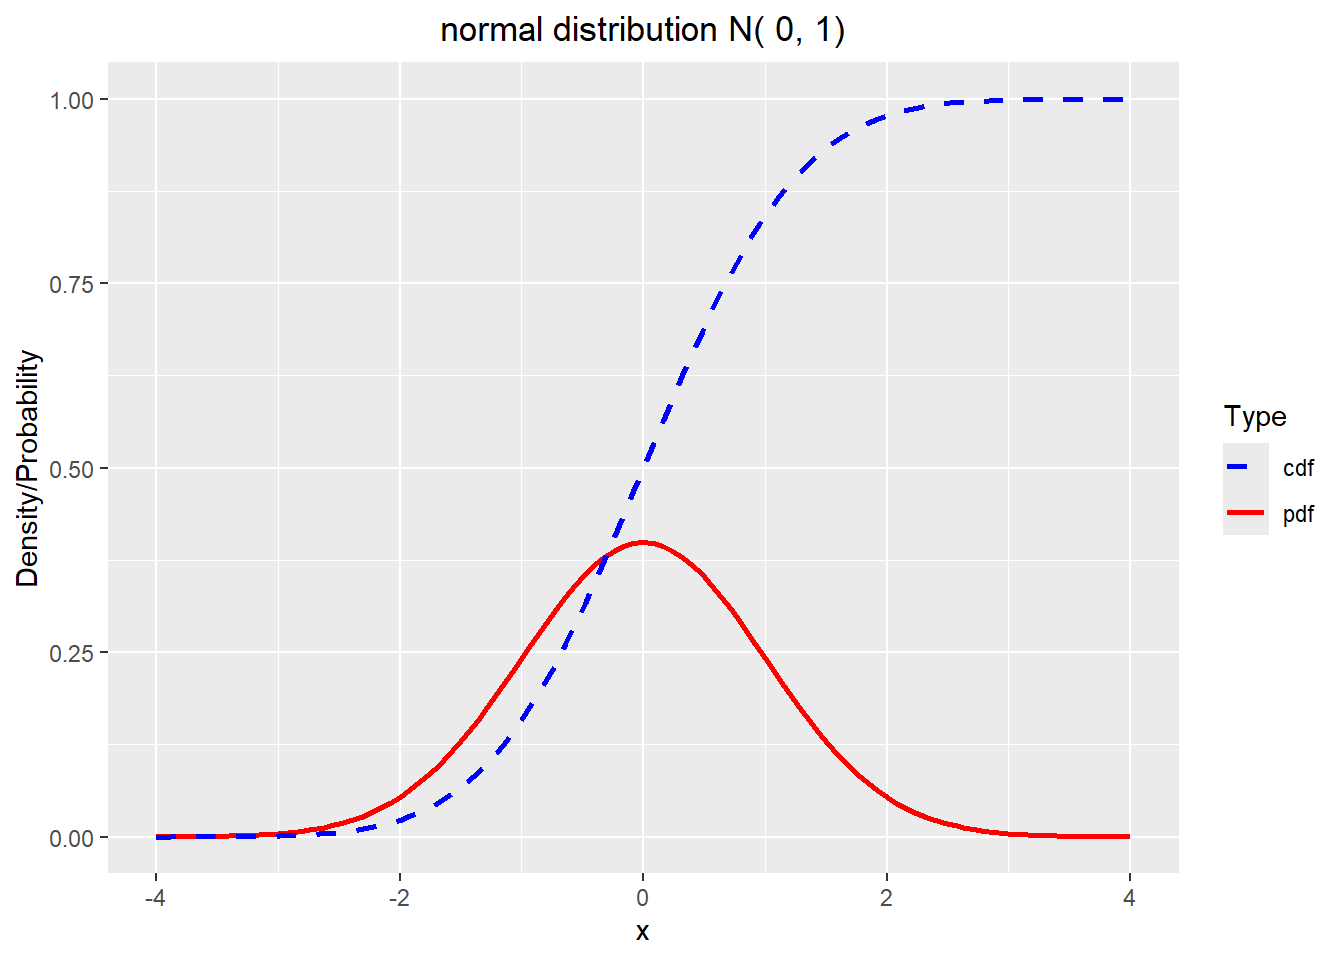 normal distribution N( 0, 1)
1.00
0.75
0.50
0.25
0.00
Density/Probability
-4
-2
0
2
4
x
Type
cdf
pdf